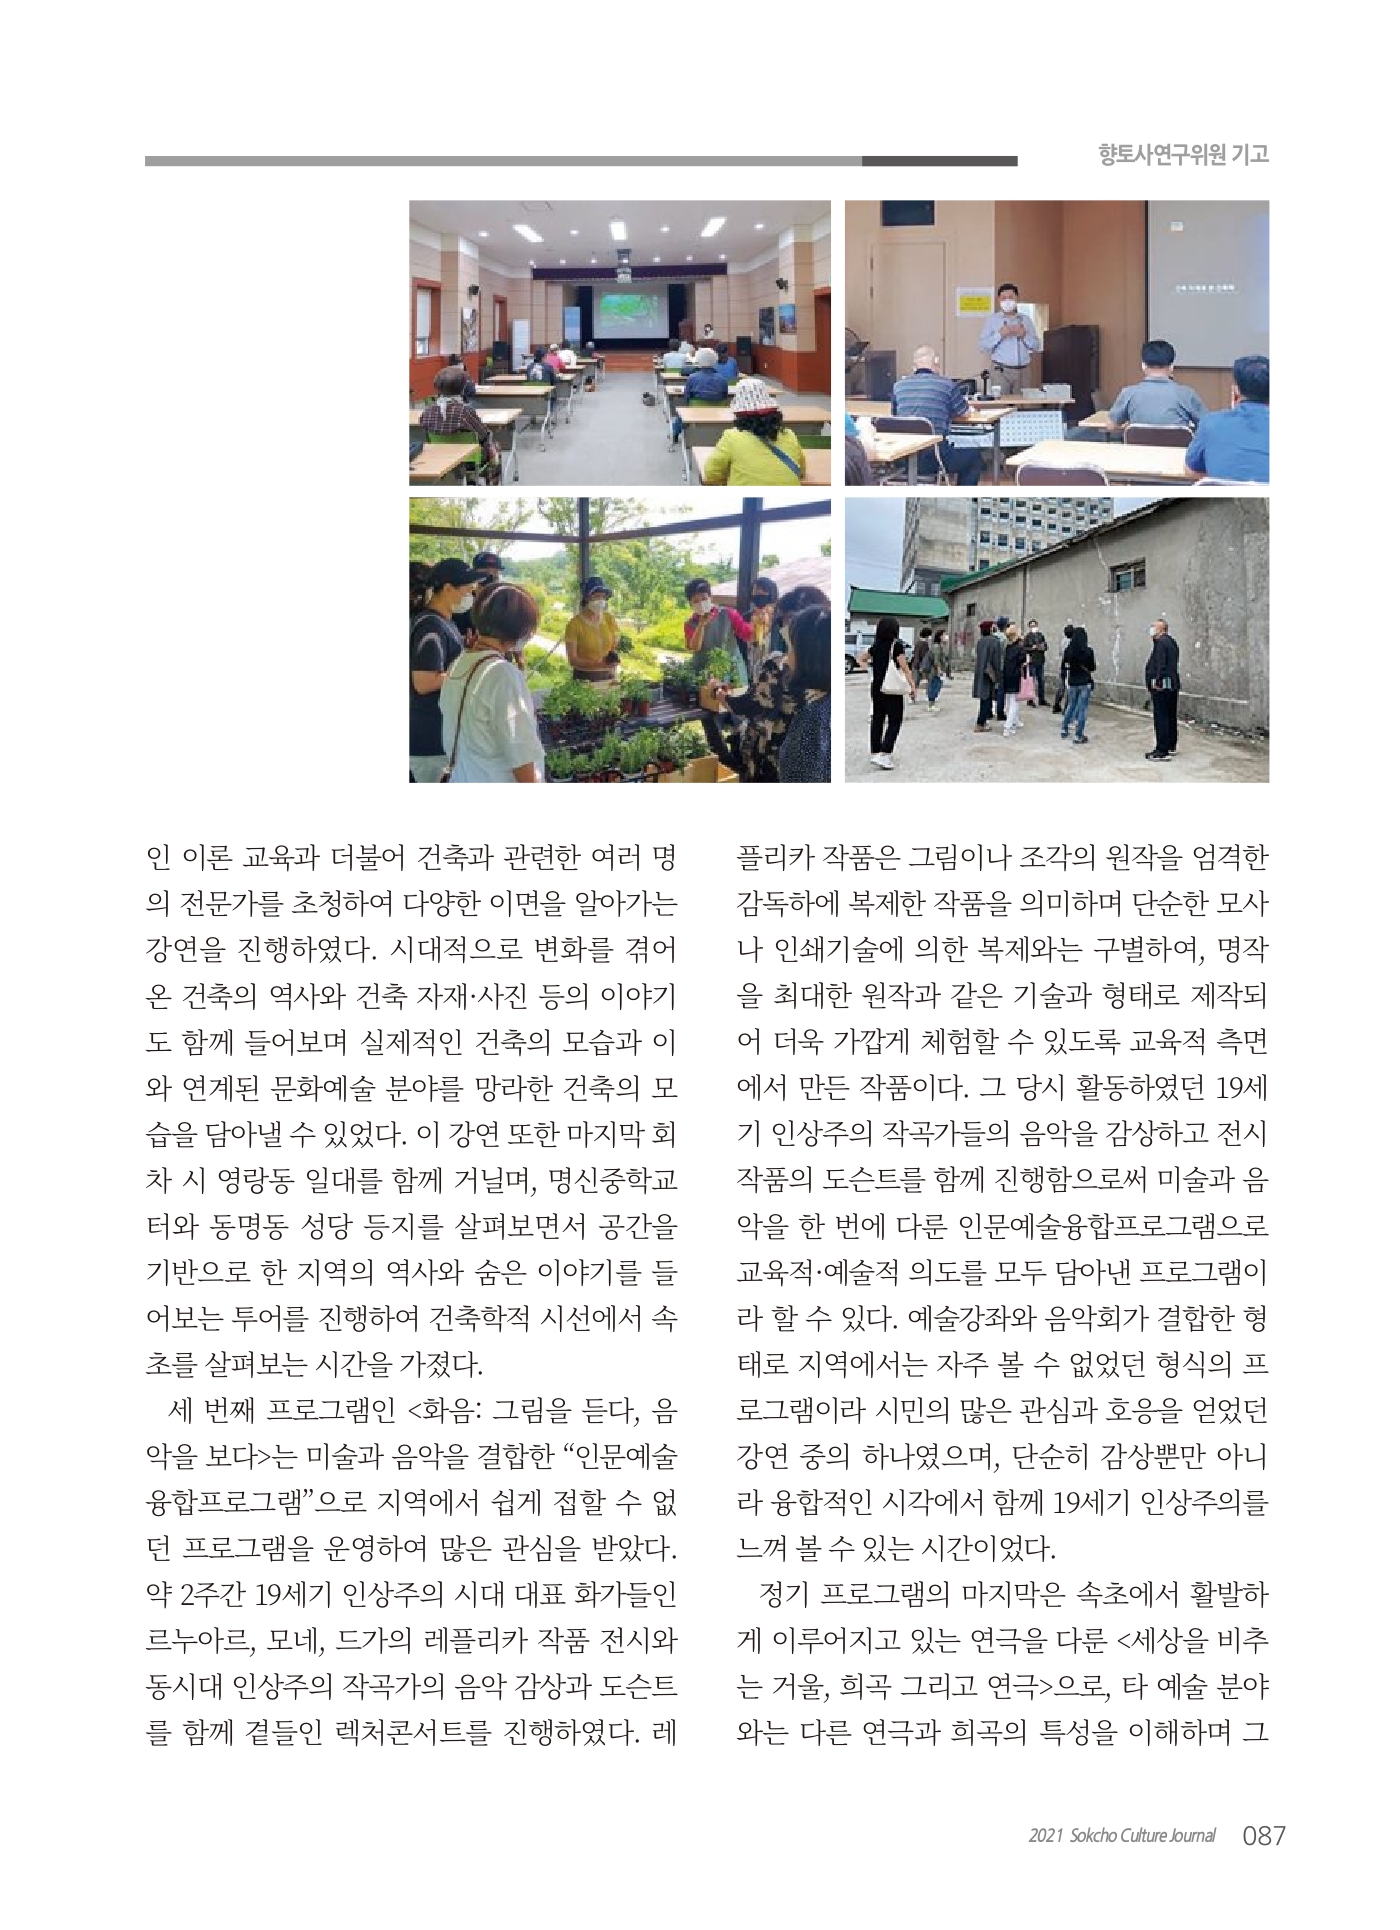 향토사연구위원 기고
인 이론 교육과 더불어 건축과 관련한 여러 명
의 전문가를 초청하여 다양한 이면을 알아가는
강연을 진행하였다. 시대적으로 변화를 겪어
온 건축의 역사와 건축 자재·사진 등의 이야기
도 함께 들어보며 실제적인 건축의 모습과 이
와 연계된 문화예술 분야를 망라한 건축의 모
습을 담아낼 수 있었다. 이 강연 또한 마지막 회
차 시 영랑동 일대를 함께 거닐며, 명신중학교
터와 동명동 성당 등지를 살펴보면서 공간을
기반으로 한 지역의 역사와 숨은 이야기를 들
어보는 투어를 진행하여 건축학적 시선에서 속
초를 살펴보는 시간을 가졌다.
세 번째 프로그램인 <화음: 그림을 듣다, 음
악을 보다>는 미술과 음악을 결합한 “인문예술
융합프로그램”으로 지역에서 쉽게 접할 수 없
던 프로그램을 운영하여 많은 관심을 받았다.
약 2주간 19세기 인상주의 시대 대표 화가들인
르누아르, 모네, 드가의 레플리카 작품 전시와
동시대 인상주의 작곡가의 음악 감상과 도슨트
를 함께 곁들인 렉처콘서트를 진행하였다. 레
플리카 작품은 그림이나 조각의 원작을 엄격한
감독하에 복제한 작품을 의미하며 단순한 모사
나 인쇄기술에 의한 복제와는 구별하여, 명작
을 최대한 원작과 같은 기술과 형태로 제작되
어 더욱 가깝게 체험할 수 있도록 교육적 측면
에서 만든 작품이다. 그 당시 활동하였던 19세
기 인상주의 작곡가들의 음악을 감상하고 전시
작품의 도슨트를 함께 진행함으로써 미술과 음
악을 한 번에 다룬 인문예술융합프로그램으로
교육적·예술적 의도를 모두 담아낸 프로그램이
라 할 수 있다. 예술강좌와 음악회가 결합한 형
태로 지역에서는 자주 볼 수 없었던 형식의 프
로그램이라 시민의 많은 관심과 호응을 얻었던
강연 중의 하나였으며, 단순히 감상뿐만 아니
라 융합적인 시각에서 함께 19세기 인상주의를
느껴 볼 수 있는 시간이었다.
정기 프로그램의 마지막은 속초에서 활발하
게 이루어지고 있는 연극을 다룬 <세상을 비추
는 거울, 희곡 그리고 연극>으로, 타 예술 분야
와는 다른 연극과 희곡의 특성을 이해하며 그
2021 Sokcho Culture Journal 087